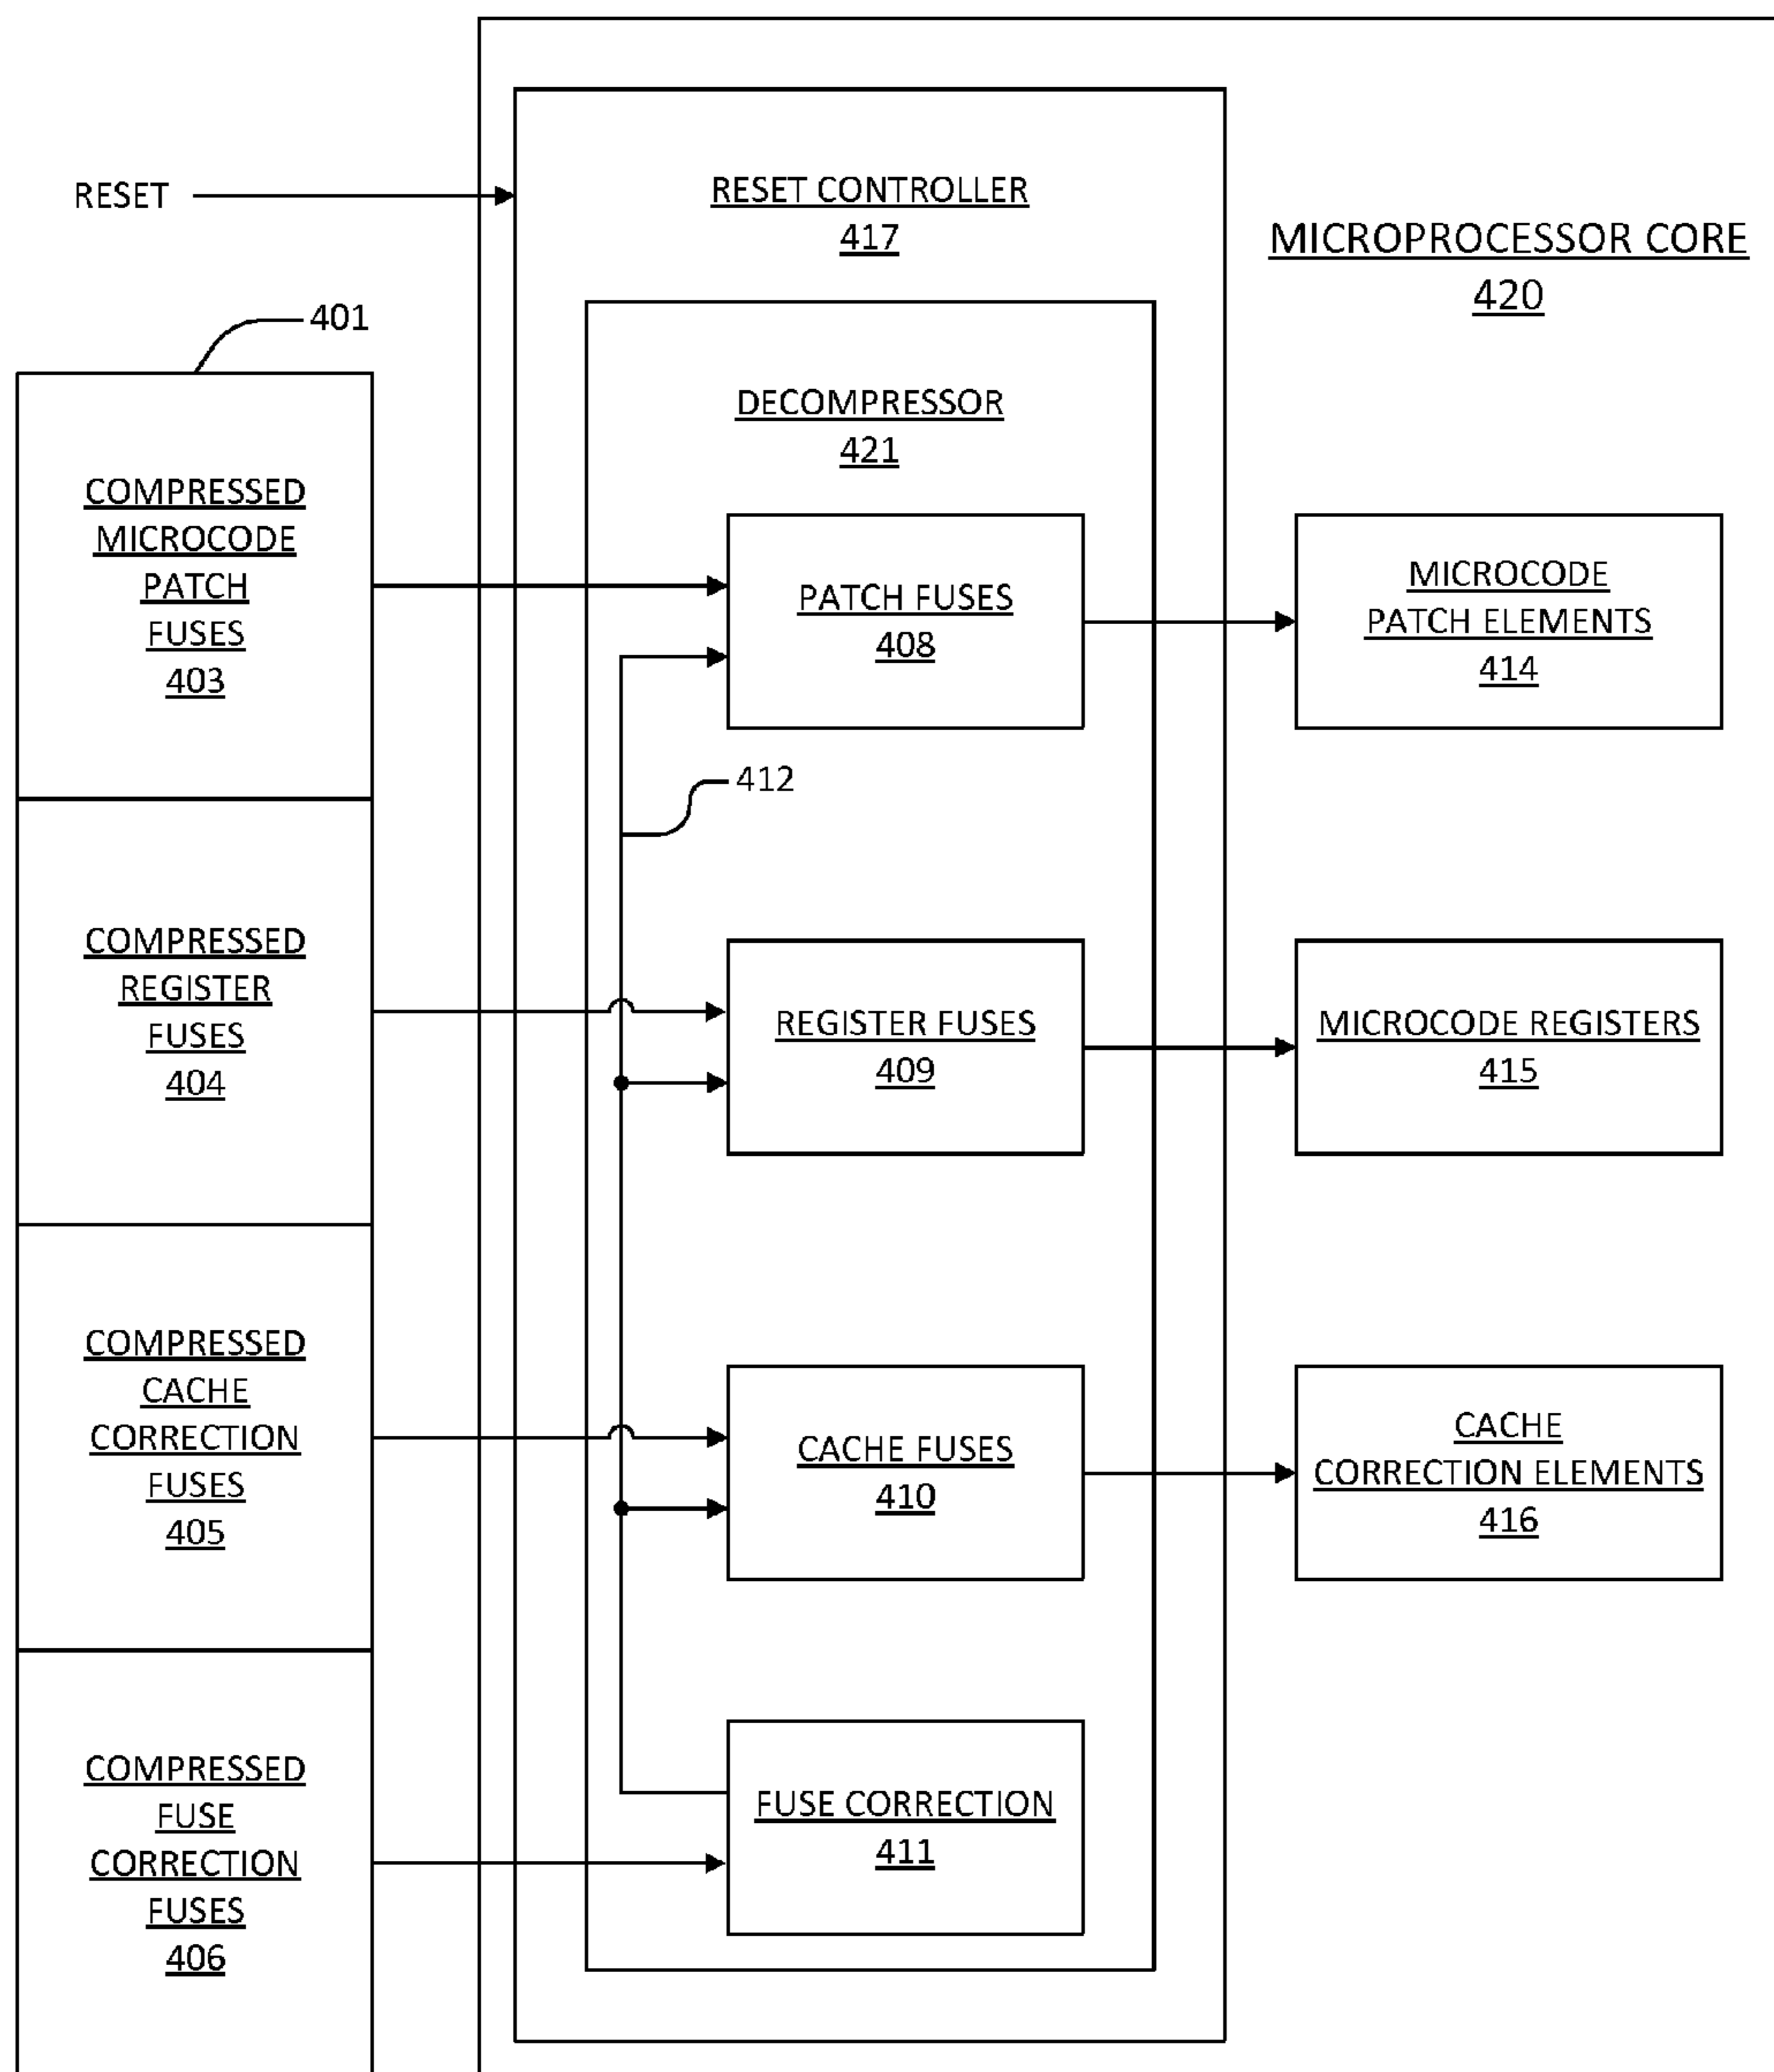 RESET
RESET CONTROLLER
417
MICROPROCESSOR CORE
420
401
DECOMPRESSOR
421
COMPRESSED
MICROCODE
PATCH
FUSES
403
PATCH FUSES
408
MICROCODE
PATCH ELEMENTS
414
412
COMPRESSED
REGISTER
FUSES
404
REGISTER FUSES
409
MICROCODE REGISTERS
415
COMPRESSED
CACHE
CORRECTION
FUSES
405
CACHE FUSES
410
CACHE
CORRECTION ELEMENTS
416
COMPRESSED
FUSE
CORRECTION
FUSES
406
FUSE CORRECTION
411